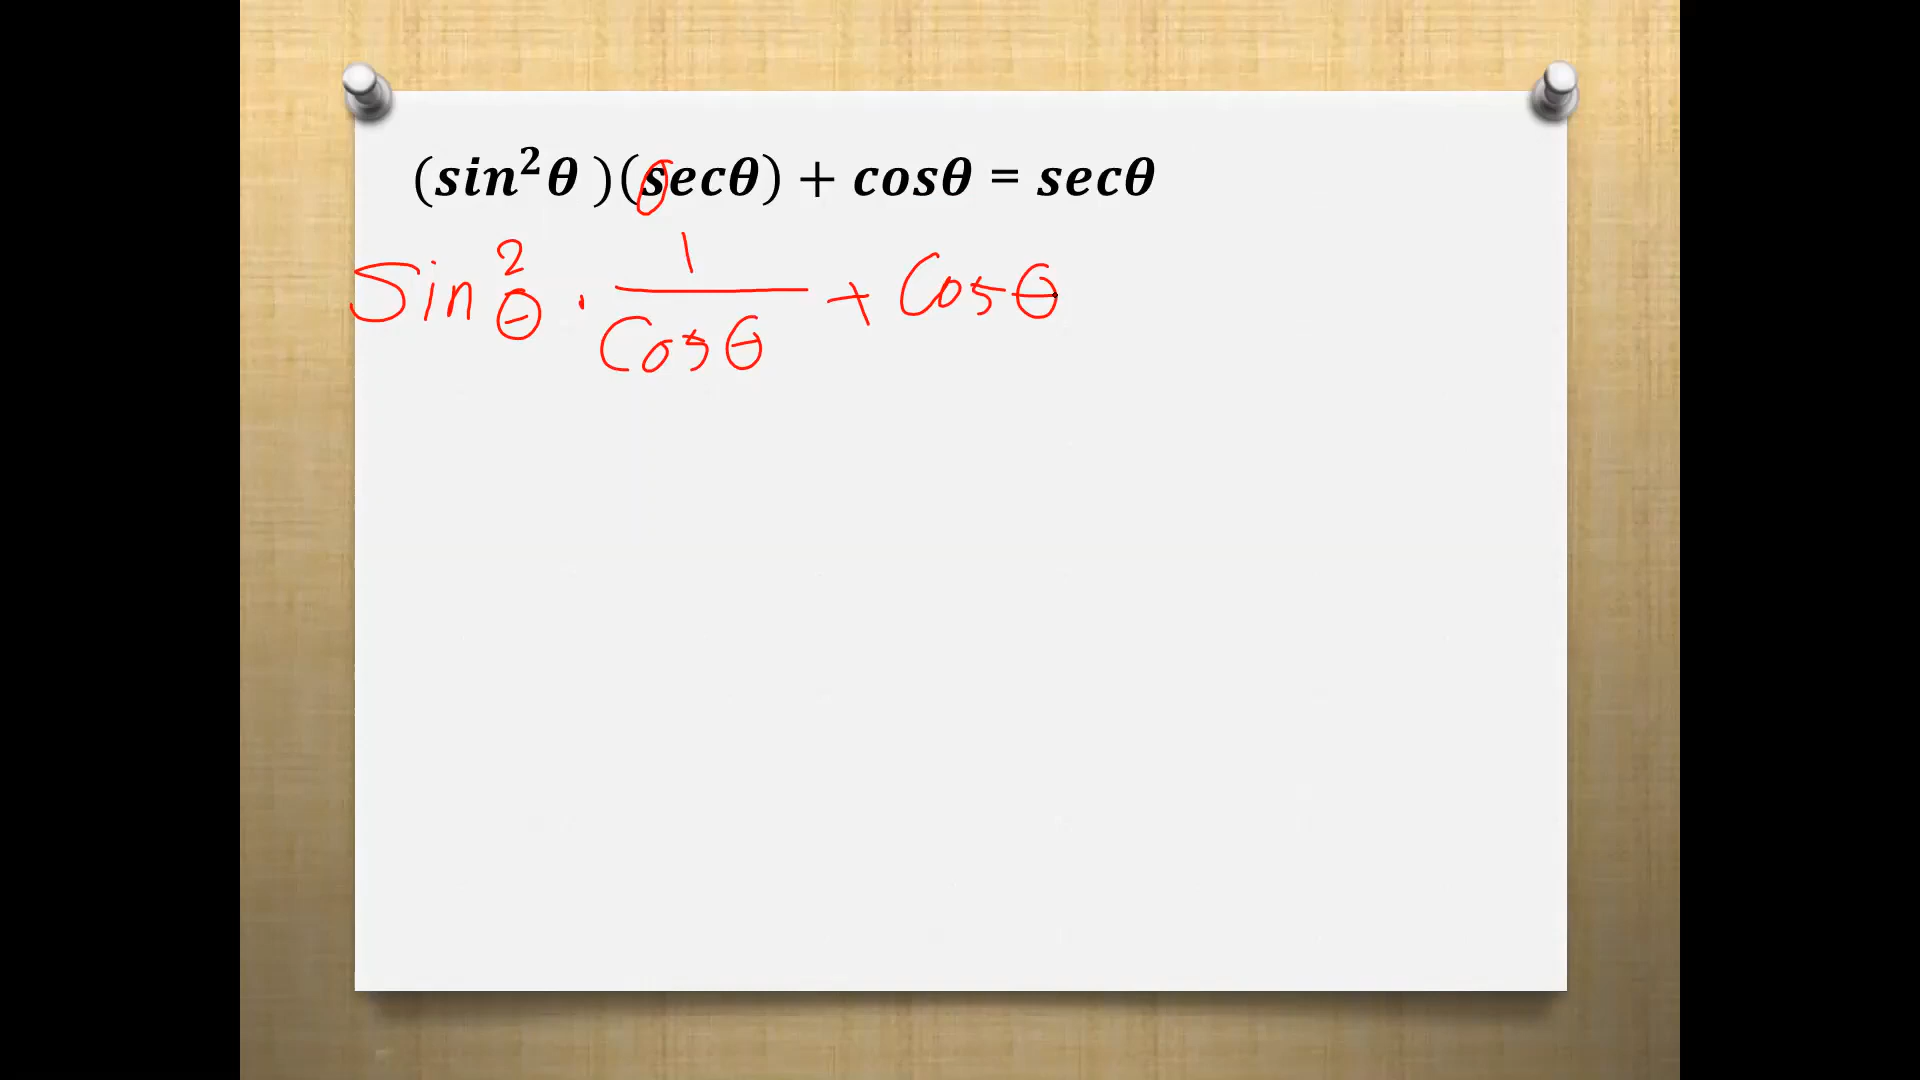 (sin²θ )(secθ) + cosθ = secθ
Sin²θ · 1/Cosθ + Cosθ